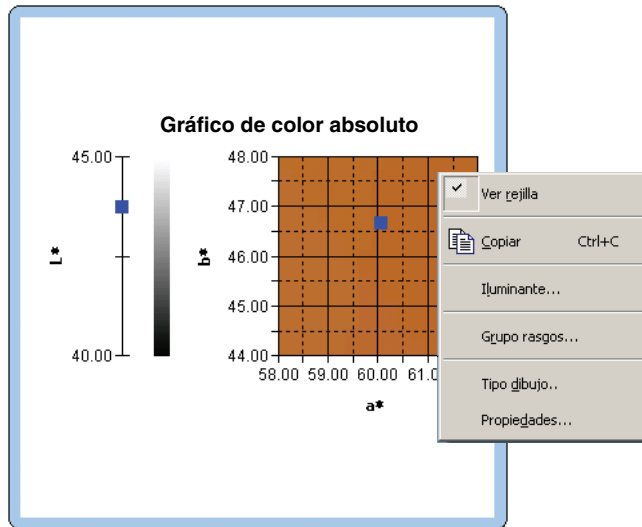 Gráfico de color absoluto
45.00
L*
40.00
48.00
47.00
46.00
b*
45.00
44.00
58.00 59.00 60.00 61.0
a*
Ver rejilla
Copiar Ctrl+C
Iluminante...
Grupo rasgos...
Tipo dibujo..
Propiedades...